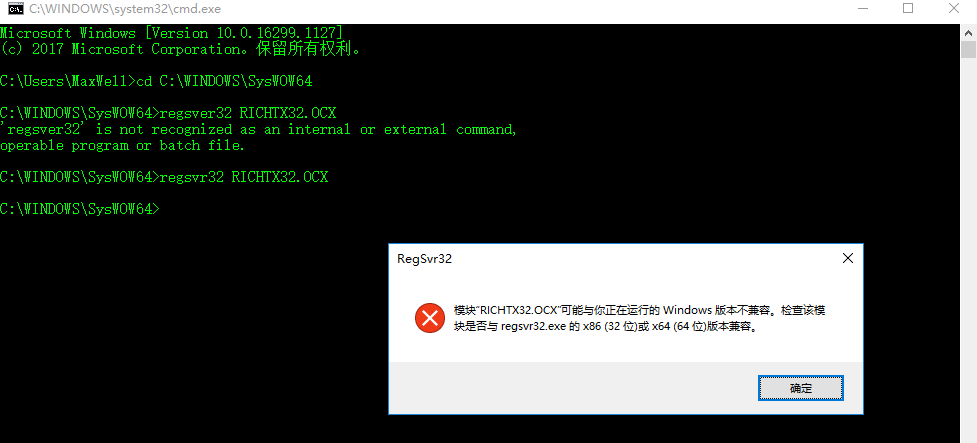 C:\WINDOWS\system32\cmd.exe
Microsoft Windows [Version 10.0.16299.1127]
(c) 2017 Microsoft Corporation。保留所有权利。
C:\Users\MaxWell>cd C:\WINDOWS\SysWOW64
C:\WINDOWS\SysWOW64>regsver32 RICHTX32.OCX
'regsver32' is not recognized as an internal or external command,
operable program or batch file.
C:\WINDOWS\SysWOW64>regsvr32 RICHTX32.OCX
C:\WINDOWS\SysWOW64>
RegSvr32
模块"RICHTX32.OCX"可能与你正在运行的 Windows 版本不兼容。检查该模
块是否与 regsvr32.exe 的 x86 (32 位)或 x64 (64 位)版本兼容。
确定